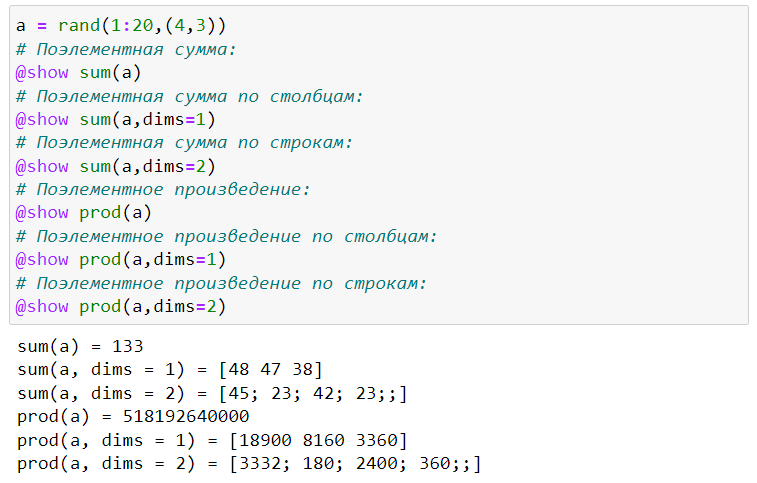 a = rand(1:20,(4,3))
# Поэлементная сумма:
@show sum(a)
# Поэлементная сумма по столбцам:
@show sum(a,dims=1)
# Поэлементная сумма по строкам:
@show sum(a,dims=2)
# Поэлементное произведение:
@show prod(a)
# Поэлементное произведение по столбцам:
@show prod(a,dims=1)
# Поэлементное произведение по строкам:
@show prod(a,dims=2)
sum(a) = 133
sum(a, dims = 1) = [48 47 38]
sum(a, dims = 2) = [45; 23; 42; 23;;]
prod(a) = 518192640000
prod(a, dims = 1) = [18900 8160 3360]
prod(a, dims = 2) = [3332; 180; 2400; 360;;]